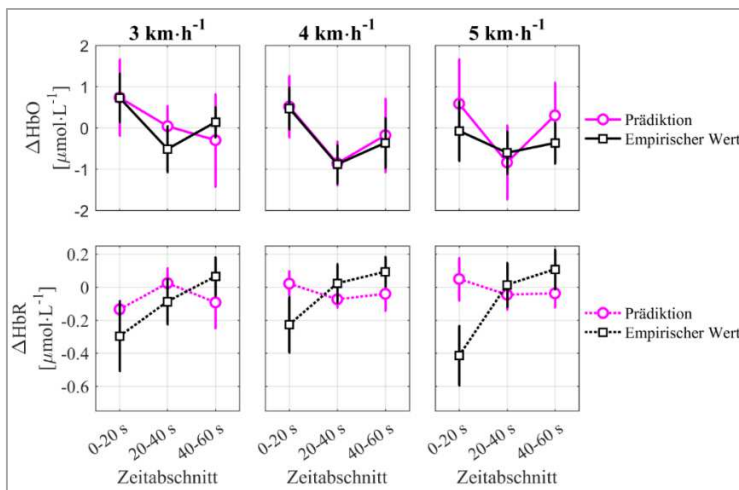 3 km·h⁻¹ 4 km·h⁻¹ 5 km·h⁻¹
ΔHbO
[μmol·L⁻¹]
2
1
0
-1
-2
Prädiktion
Empirischer Wert
ΔHbR
[μmol·L⁻¹]
0.2
0
-0.2
-0.4
-0.6
Prädiktion
Empirischer Wert
0-20 s 20-40 s 40-60 s 0-20 s 20-40 s 40-60 s 0-20 s 20-40 s 40-60 s
Zeitabschnitt Zeitabschnitt Zeitabschnitt